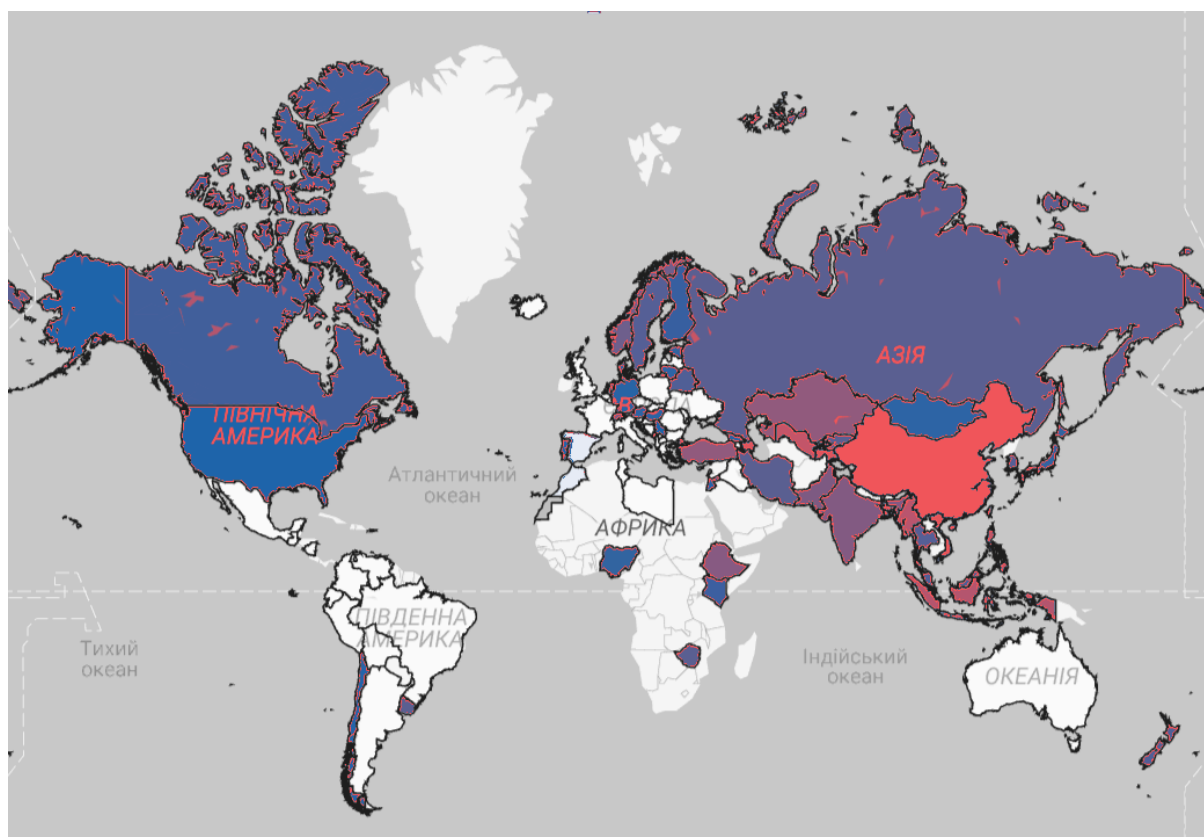 АЗІЯ
ПІВНІЧНА
АМЕРИКА
Атлантичний
океан
АФРИКА
ПІВДЕННА
АМЕРИКА
Тихий
океан
Індійський
океан
ОКЕАНІЯ